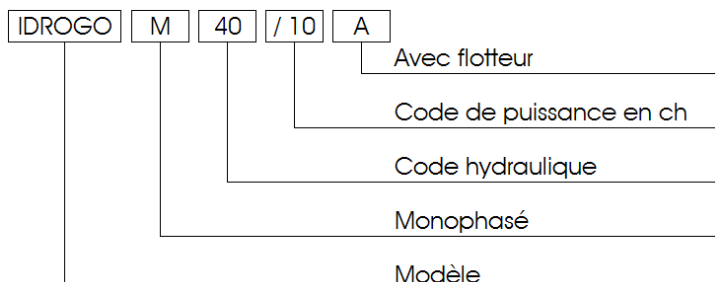 IDROGO M 40 / 10 A
Avec flotteur
Code de puissance en ch
Code hydraulique
Monophasé
Modèle